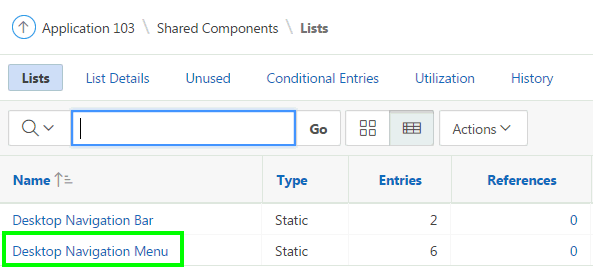 Application 103 \ Shared Components \ Lists
Lists List Details Unused Conditional Entries Utilization History
Go Actions
Name Type Entries References
Desktop Navigation Bar Static 2 0
Desktop Navigation Menu Static 6 0